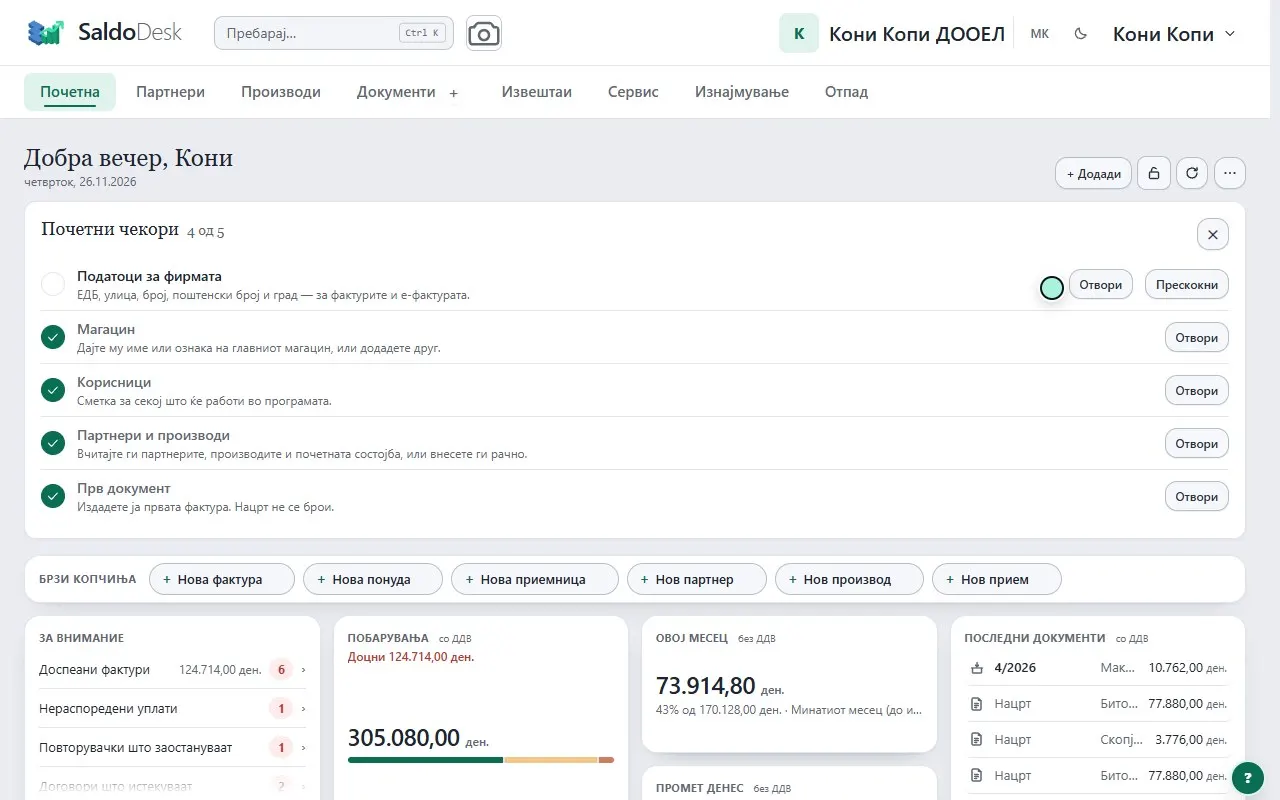 SaldoDesk
Пребарај...
Ctrl K
К
Кони Копи ДООЕЛ
МК
Кони Копи
Почетна
Партнери
Производи
Документи +
Извештаи
Сервис
Изнајмување
Отпад
Добра вечер, Кони
четврток, 26.11.2026
+ Додади
Почетни чекори 4 од 5
Податоци за фирмата
ЕДБ, улица, број, поштенски број и град — за фактурите и е-фактурата.
Отвори
Прескокни
Магацин
Дајте му име или ознака на главниот магацин, или додадете друг.
Отвори
Корисници
Сметка за секој што ќе работи во програмата.
Отвори
Партнери и производи
Вчитајте ги партнерите, производите и почетната состојба, или внесете ги рачно.
Отвори
Прв документ
Издадете ја првата фактура. Нацрт не се брои.
Отвори
БРЗИ КОПЧИЊА
+ Нова фактура
+ Нова понуда
+ Нова приемница
+ Нов партнер
+ Нов производ
+ Нов прием
ЗА ВНИМАНИЕ
Доспеани фактури 124.714,00 ден. 6 ›
Нераспоредени уплати 1 ›
Повторувачки што заостануваат 1 ›
Договори што истекуваат ? ›
ПОБАРУВАЊА со ДДВ
Доцни 124.714,00 ден.
305.080,00 ден.
ОВОЈ МЕСЕЦ без ДДВ
73.914,80 ден.
43% од 170.128,00 ден. · Минатиот месец (до и...
ПРОМЕТ ДЕНЕС без ДДВ
ПОСЛЕДНИ ДОКУМЕНТИ со ДДВ
4/2026 Мак... 10.762,00 ден.
Нацрт Бито... 77.880,00 ден.
Нацрт Скопј... 3.776,00 ден.
Нацрт Бито... 77.880,00 ден.
?